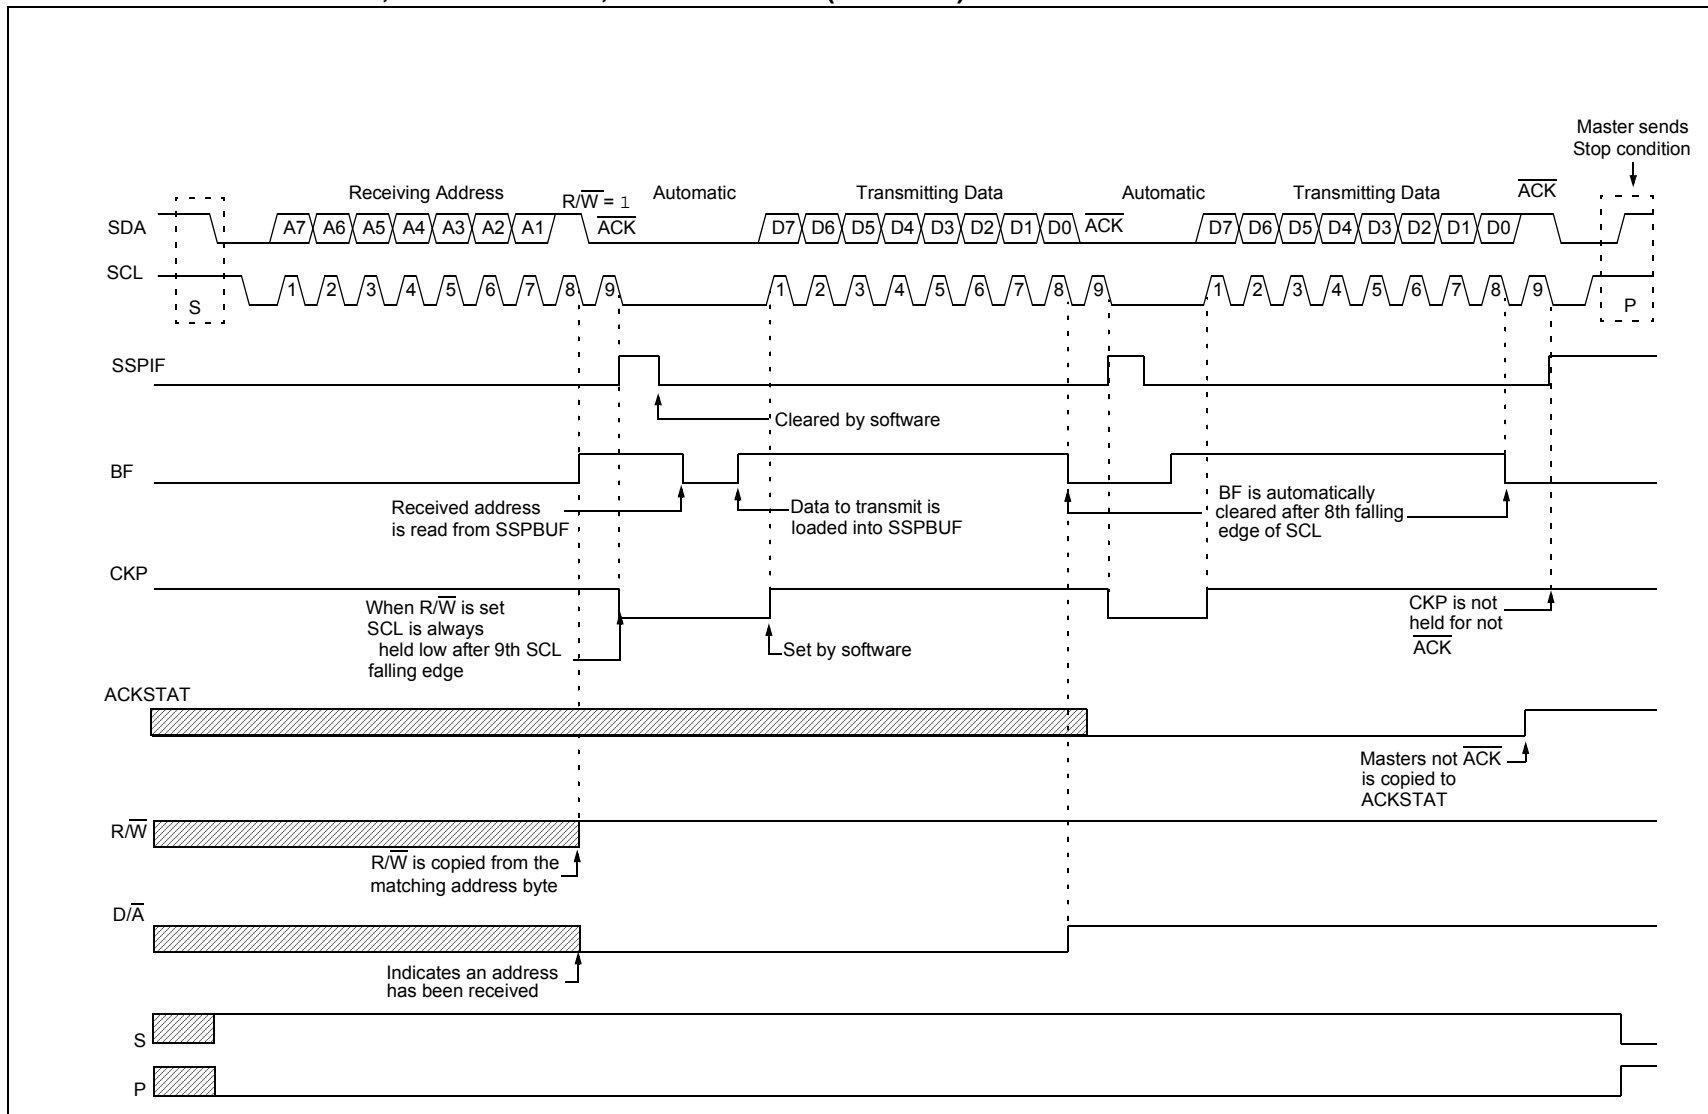 Master sends
Stop condition
Receiving Address
R/W̅ = 1
Automatic
Transmitting Data
Automatic
Transmitting Data
A̅C̅K̅
SDA
A7 A6 A5 A4 A3 A2 A1
A̅C̅K̅
D7 D6 D5 D4 D3 D2 D1 D0
A̅C̅K̅
D7 D6 D5 D4 D3 D2 D1 D0
SCL
S
1 2 3 4 5 6 7 8 9
1 2 3 4 5 6 7 8 9
1 2 3 4 5 6 7 8 9
P
SSPIF
Cleared by software
BF
Received address
is read from SSPBUF
Data to transmit is
loaded into SSPBUF
BF is automatically
cleared after 8th falling
edge of SCL
CKP
When R/W̅ is set
SCL is always
held low after 9th SCL
falling edge
Set by software
CKP is not
held for not
A̅C̅K̅
ACKSTAT
Masters not A̅C̅K̅
is copied to
ACKSTAT
R/W̅
R/W̅ is copied from the
matching address byte
D/A̅
Indicates an address
has been received
S
P